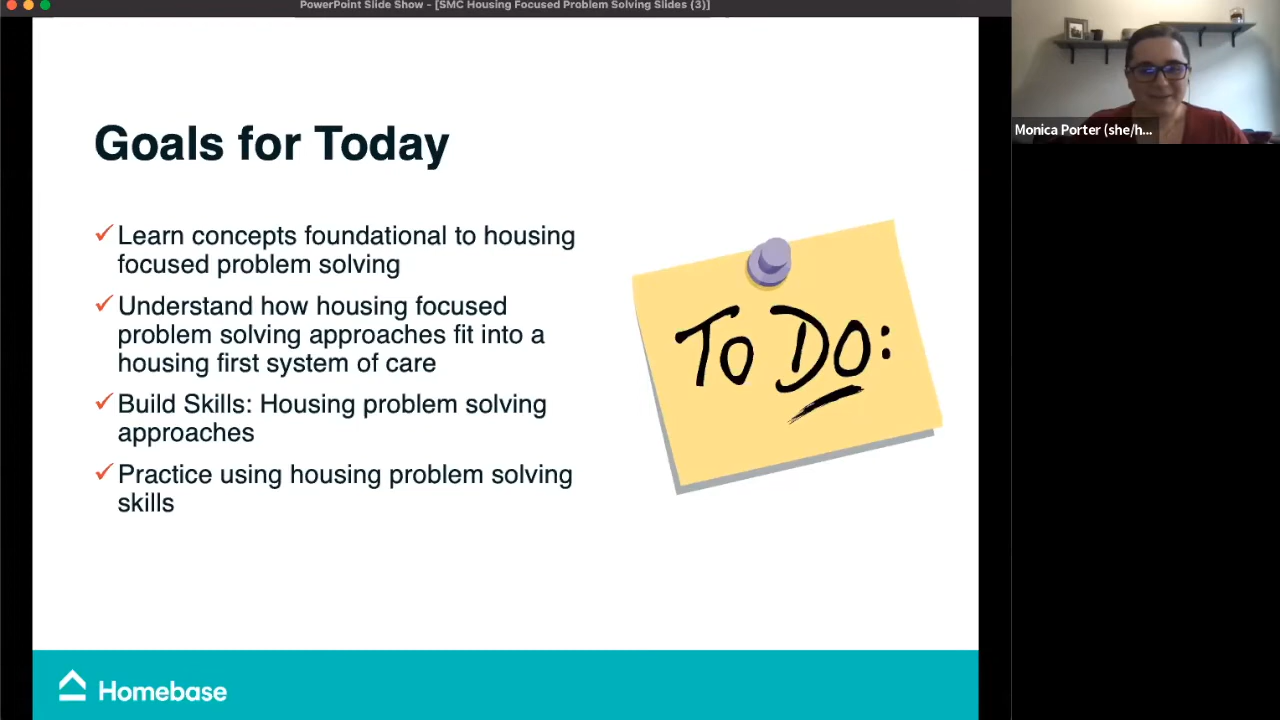 PowerPoint Slide Show - [SMC Housing Focused Problem Solving Slides (3)]
Monica Porter (she/h...
Goals for Today
✓ Learn concepts foundational to housing
focused problem solving
✓ Understand how housing focused
problem solving approaches fit into a
housing first system of care
✓ Build Skills: Housing problem solving
approaches
✓ Practice using housing problem solving
skills
To Do:
Homebase